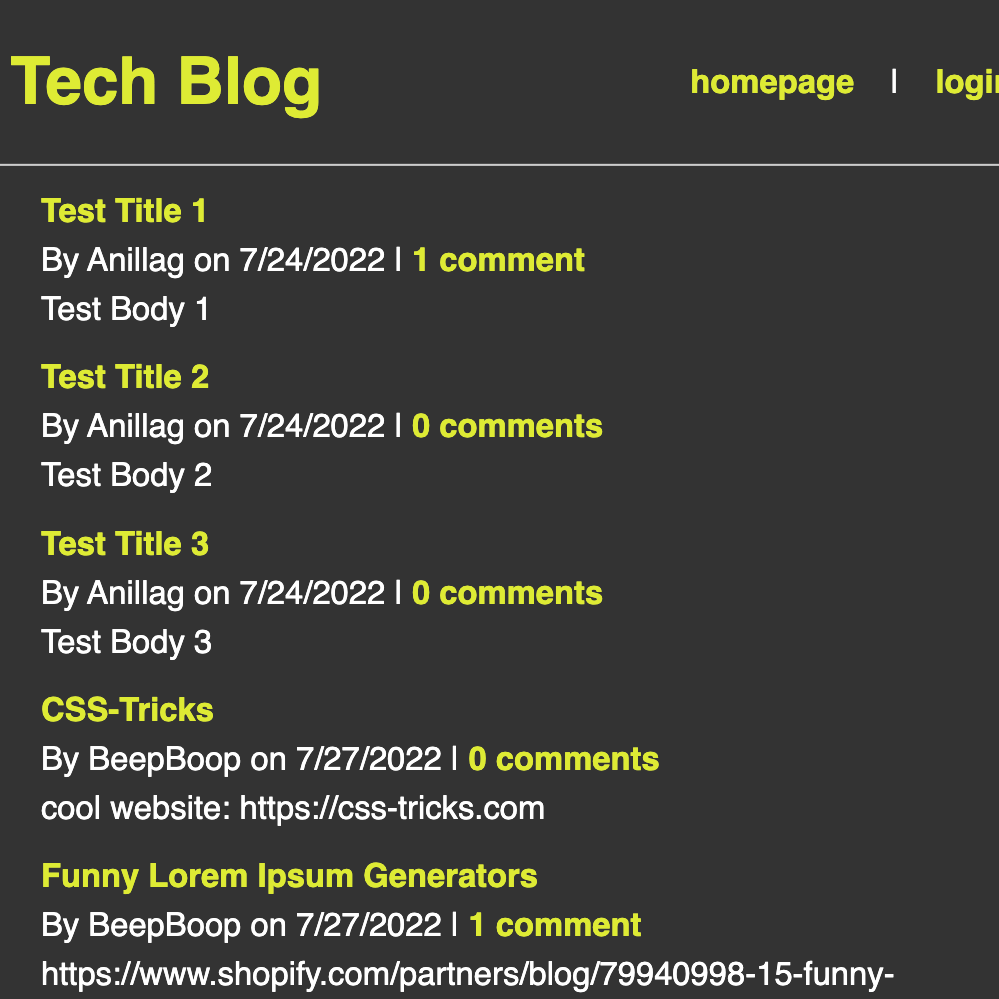 Tech Blog
homepage | login
Test Title 1
By Anillag on 7/24/2022 | 1 comment
Test Body 1
Test Title 2
By Anillag on 7/24/2022 | 0 comments
Test Body 2
Test Title 3
By Anillag on 7/24/2022 | 0 comments
Test Body 3
CSS-Tricks
By BeepBoop on 7/27/2022 | 0 comments
cool website: https://css-tricks.com
Funny Lorem Ipsum Generators
By BeepBoop on 7/27/2022 | 1 comment
https://www.shopify.com/partners/blog/79940998-15-funny-